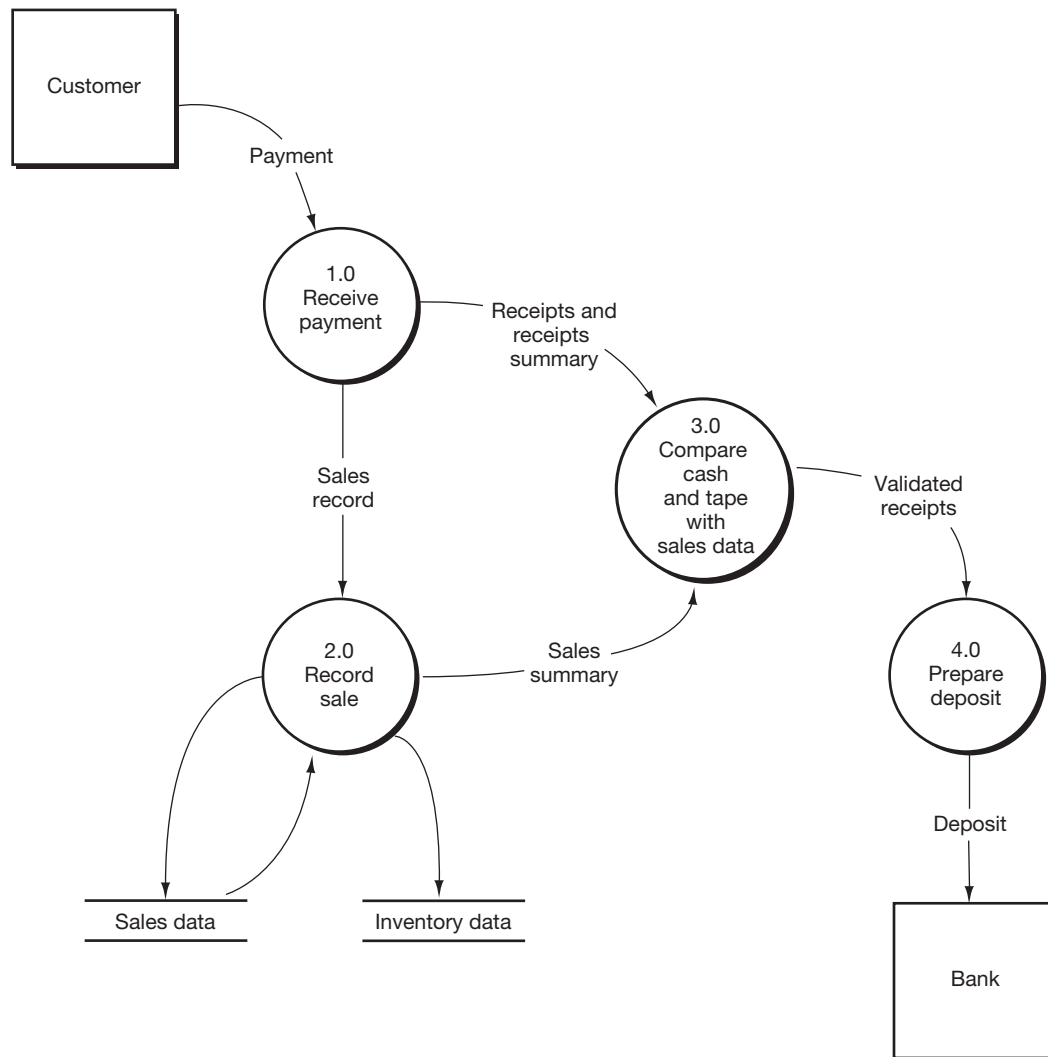 Customer
Payment
1.0
Receive
payment
Receipts and
receipts
summary
Sales
record
3.0
Compare
cash
and tape
with
sales data
Validated
receipts
2.0
Record
sale
Sales
summary
4.0
Prepare
deposit
Deposit
Sales data
Inventory data
Bank